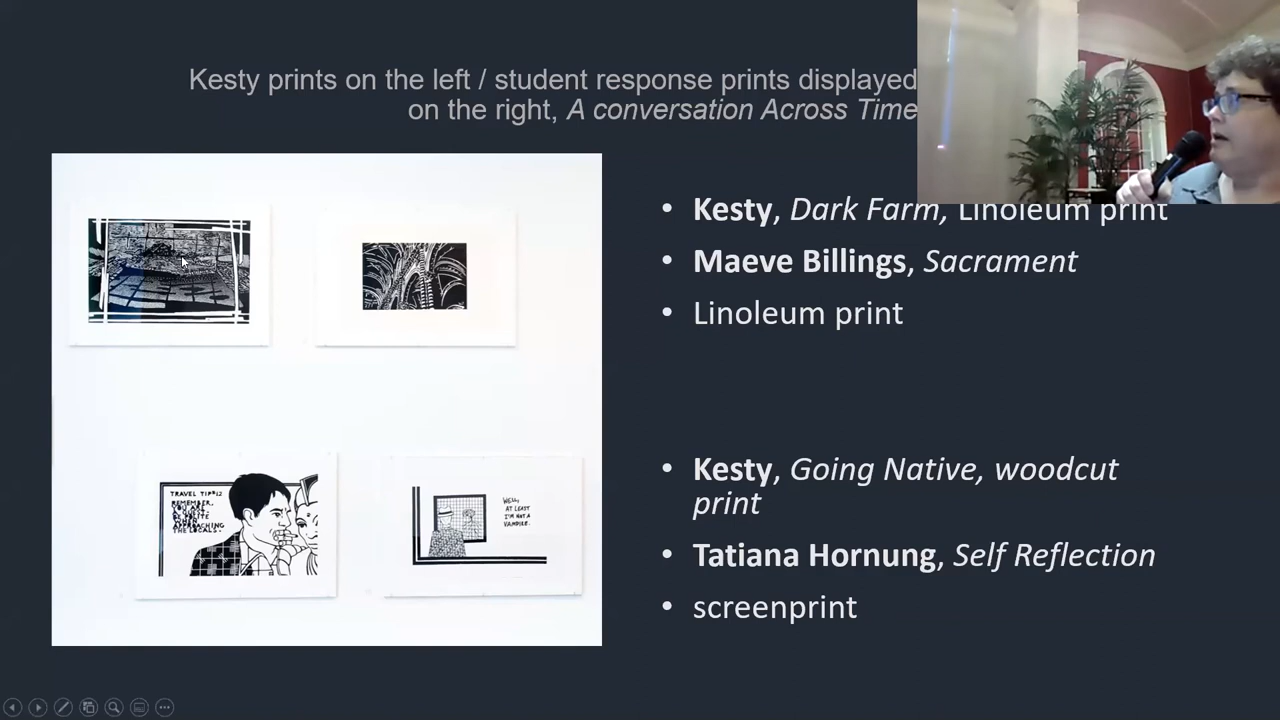 Kesty prints on the left / student response prints displayed
on the right, A conversation Across Time
• Kesty, Dark Farm, Linoleum print
• Maeve Billings, Sacrament
• Linoleum print
TRAVEL TIP#12
REMEMBER,
YOU ARE
A WHITE
MAN
APPROACHING
THE LOCALS.
WELL,
AT LEAST
I'M NOT A
VAMPIRE.
• Kesty, Going Native, woodcut
print
• Tatiana Hornung, Self Reflection
• screenprint